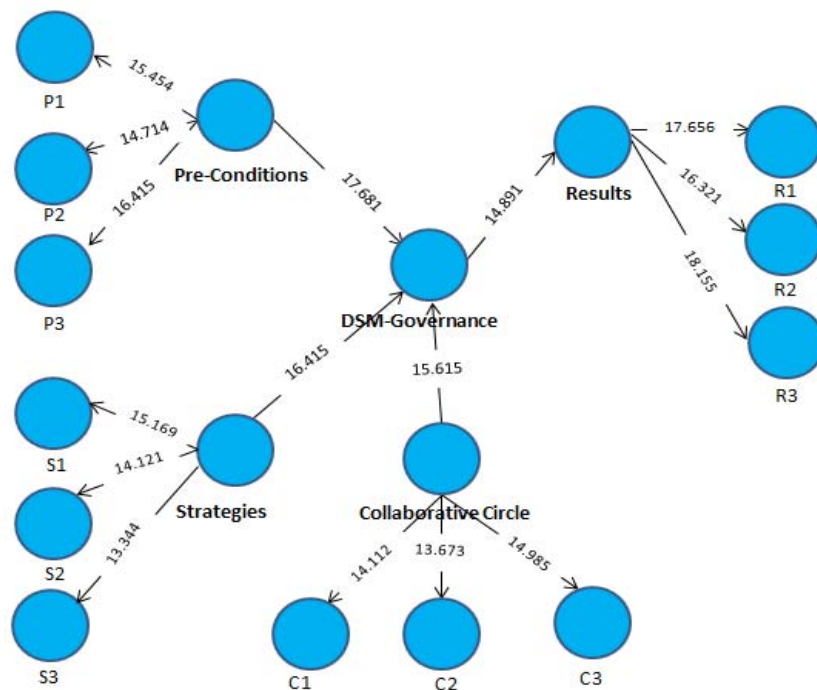 P1
15.454
P2
14.714
P3
16.415
Pre-Conditions
17.681
DSM-Governance
14.891
Results
17.656
R1
16.321
R2
18.155
R3
S1
15.169
S2
14.121
S3
13.344
Strategies
16.415
15.615
Collaborative Circle
14.112
13.673
14.985
C1
C2
C3